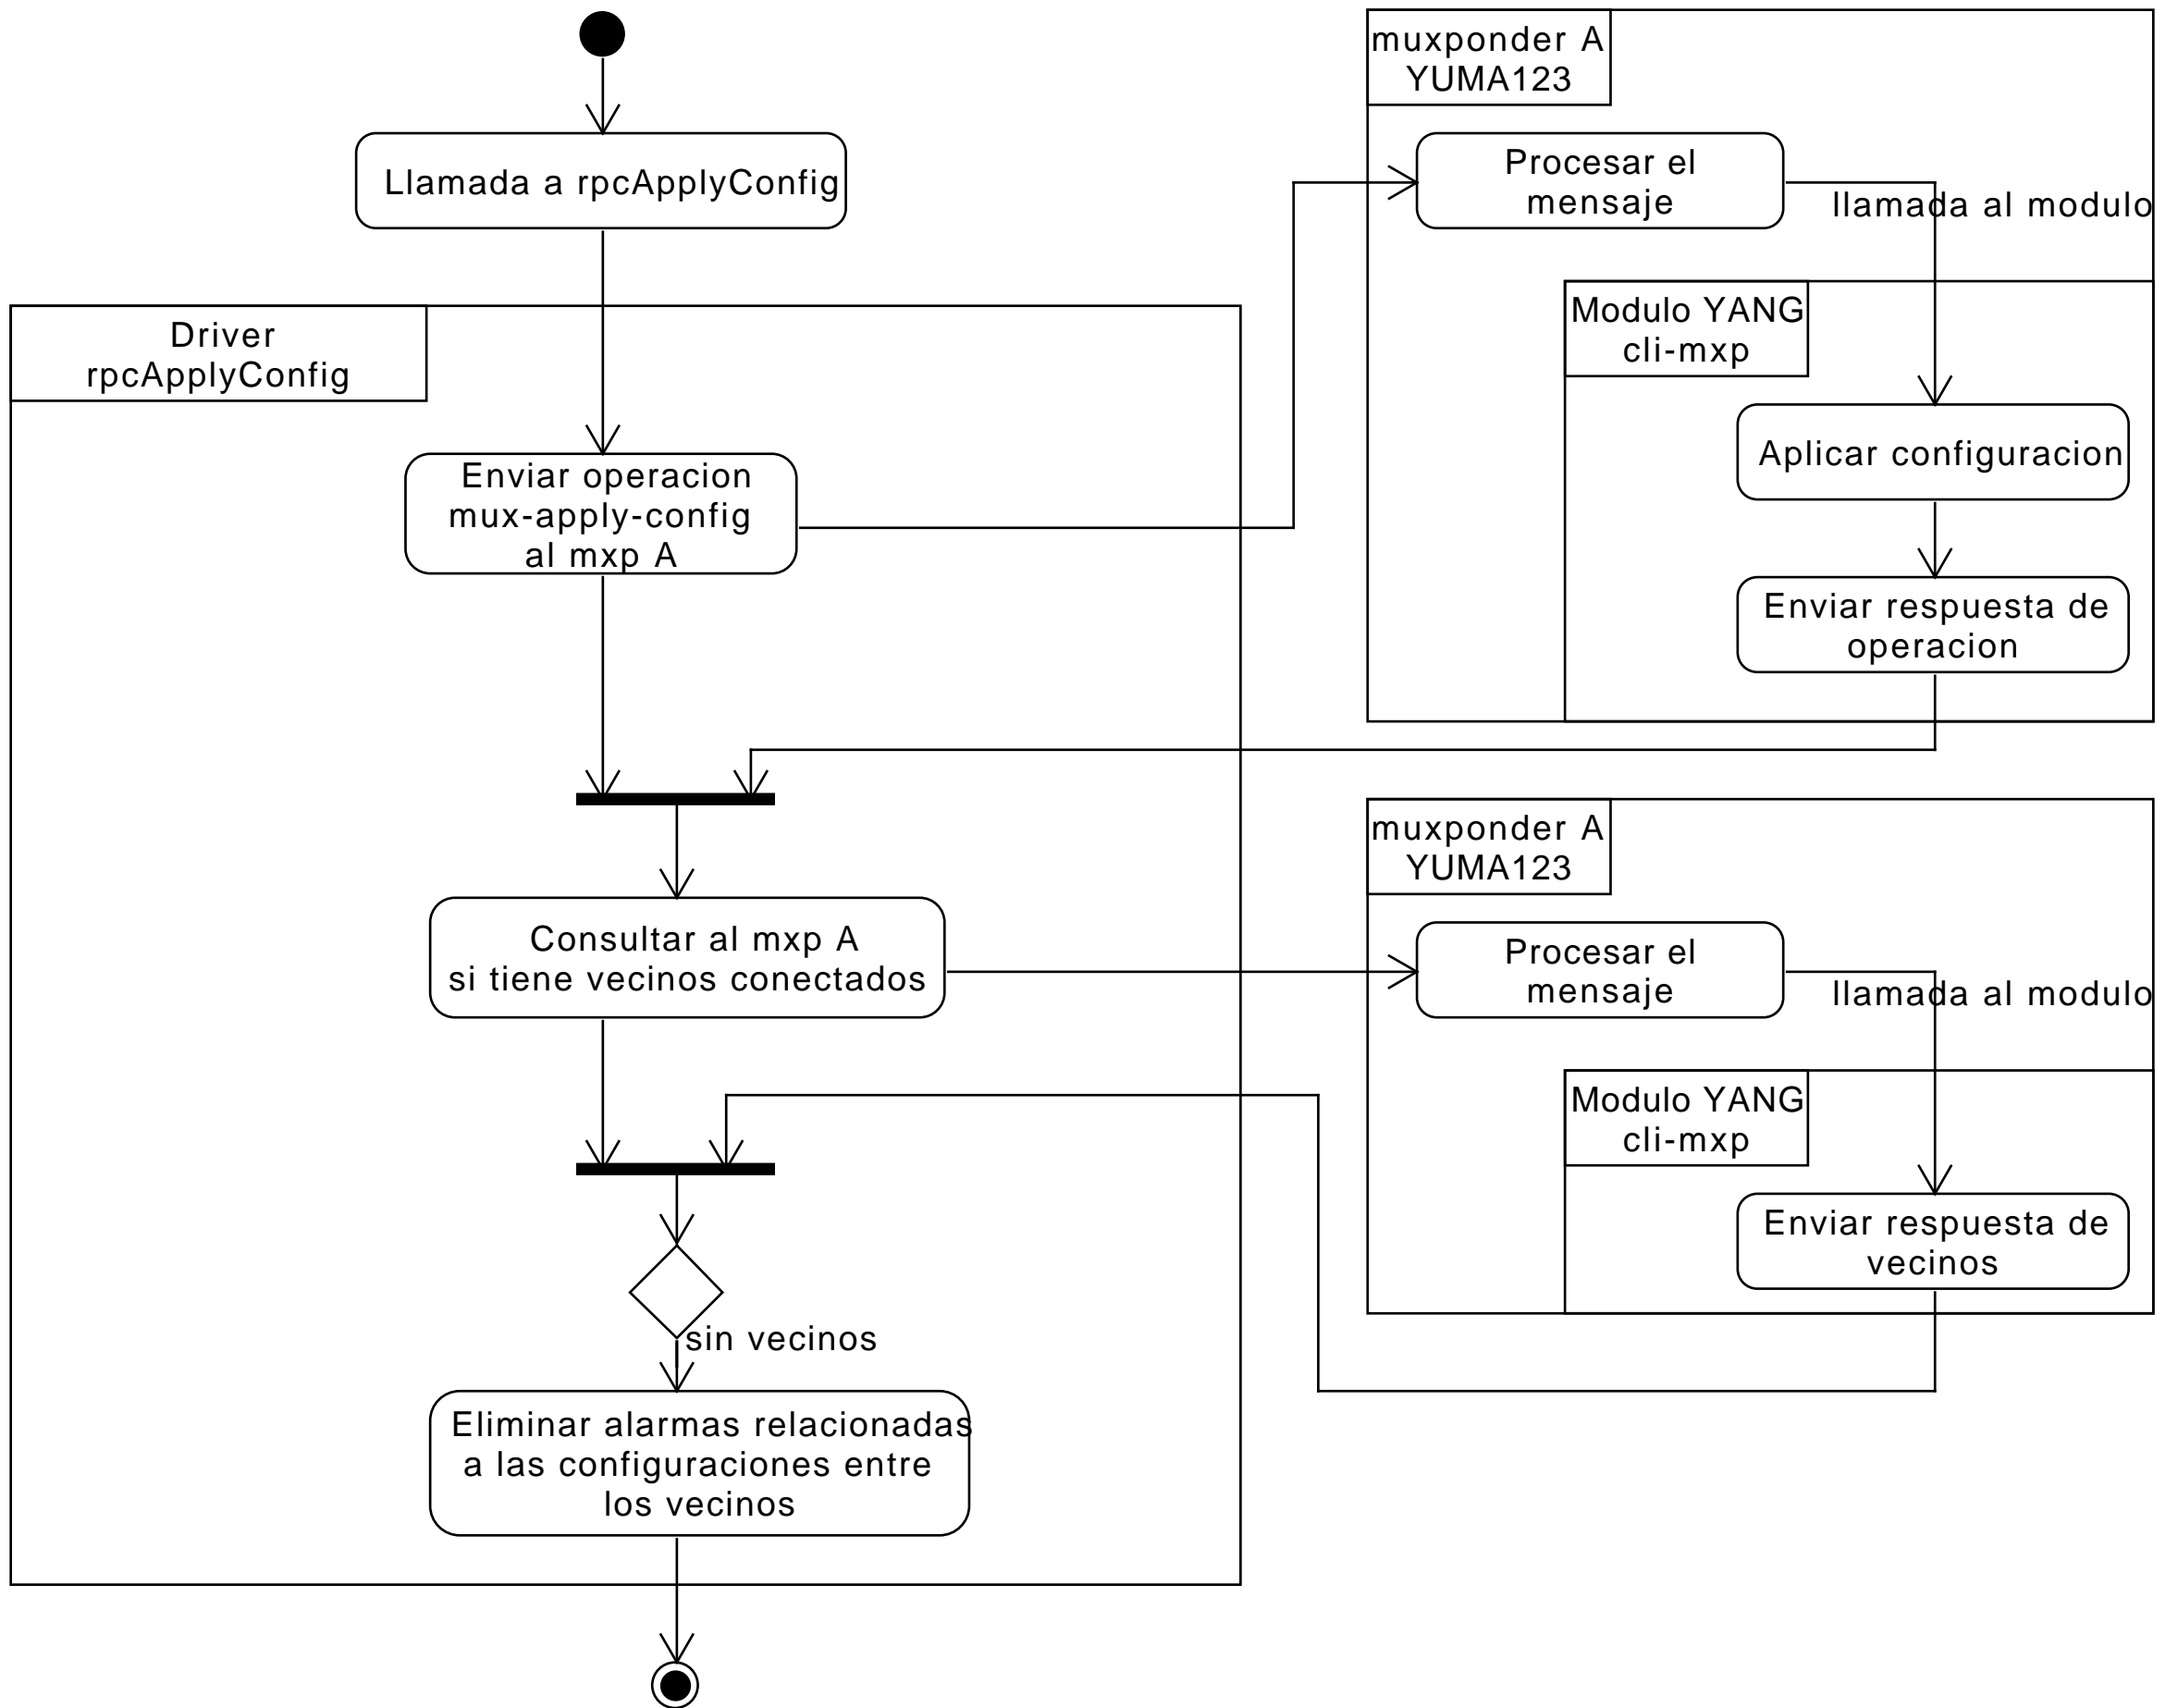 muxponder A
YUMA123
Llamada a rpcApplyConfig
Procesar el
mensaje
llamada al modulo
Driver
rpcApplyConfig
Modulo YANG
cli-mxp
Enviar operacion
mux-apply-config
al mxp A
Aplicar configuracion
Enviar respuesta de
operacion
muxponder A
YUMA123
Consultar al mxp A
si tiene vecinos conectados
Procesar el
mensaje
llamada al modulo
Modulo YANG
cli-mxp
Enviar respuesta de
vecinos
sin vecinos
Eliminar alarmas relacionadas
a las configuraciones entre
los vecinos